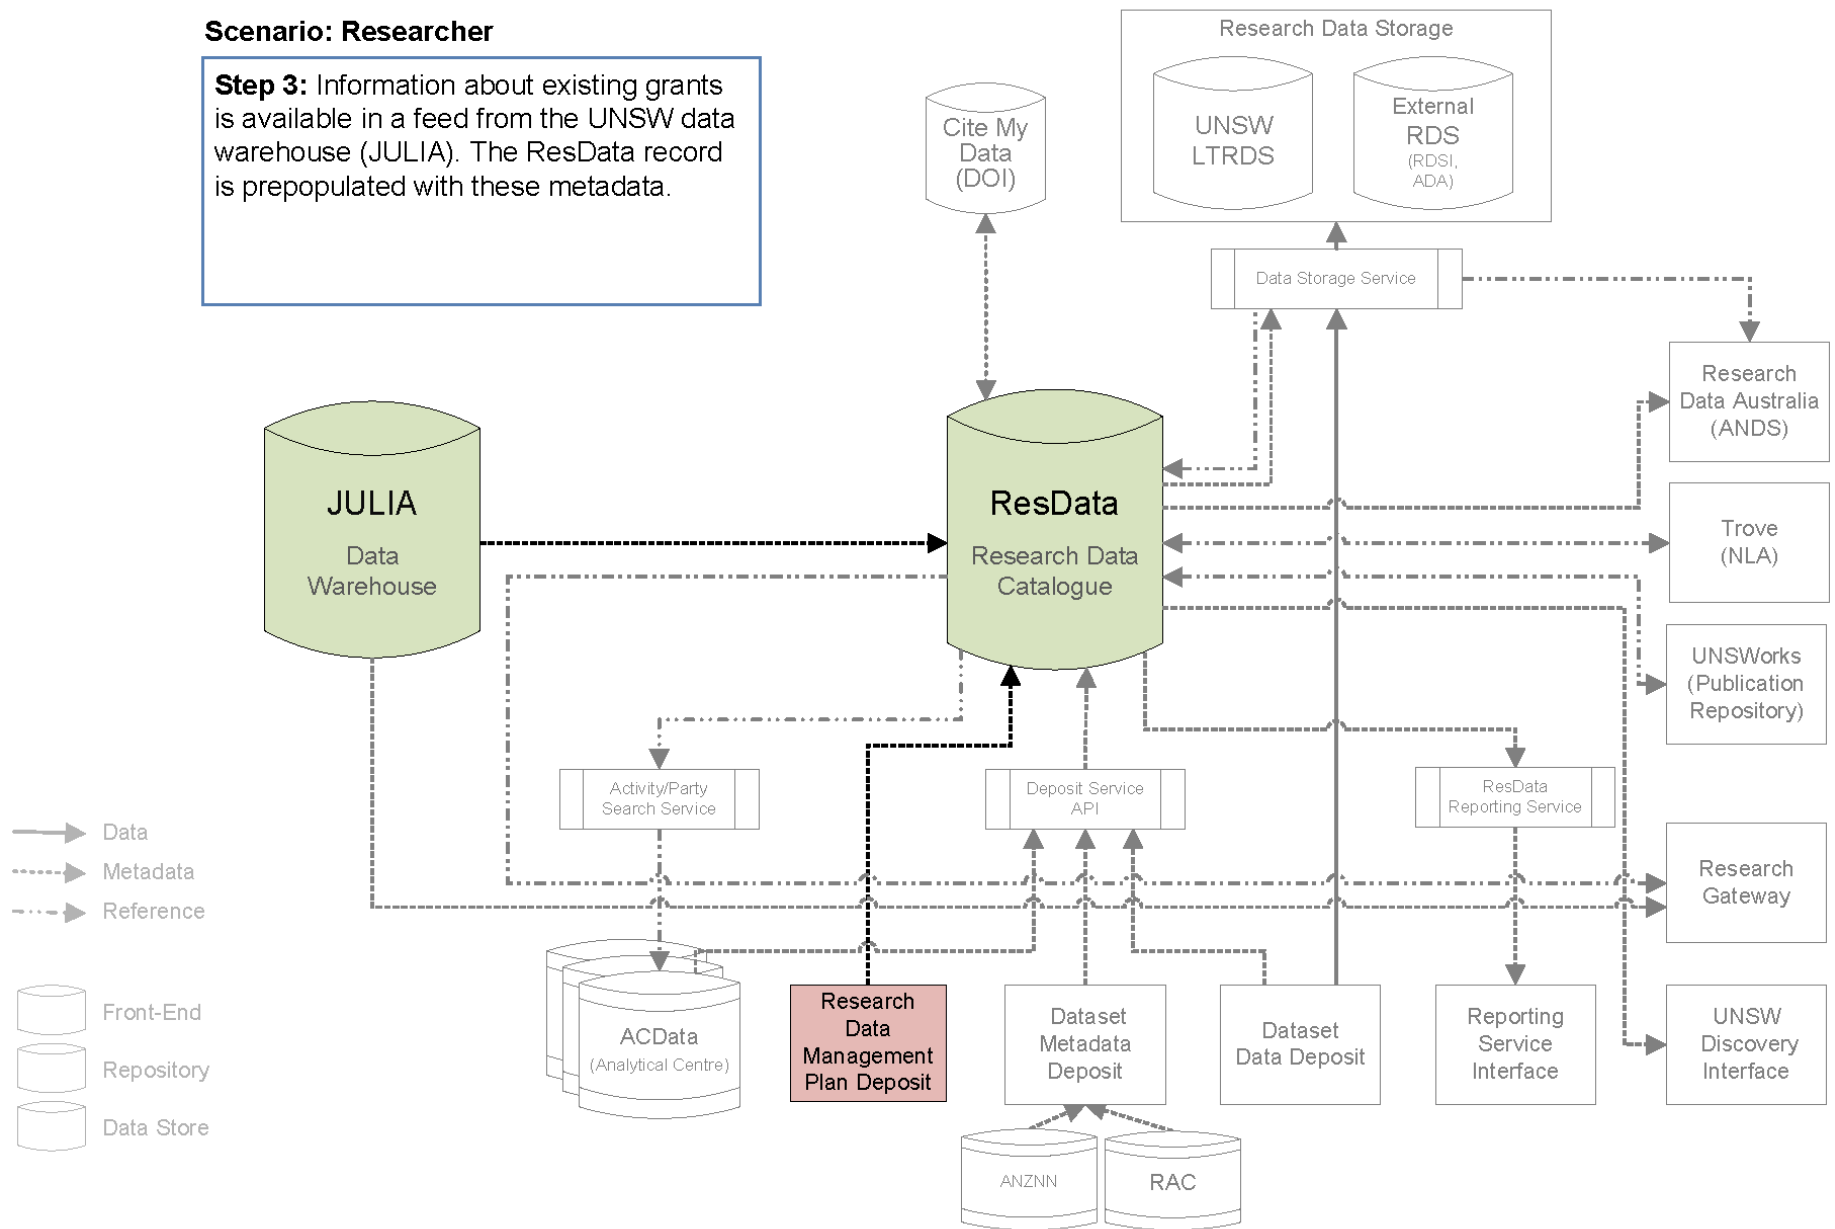 Scenario: Researcher
Step 3: Information about existing grants
is available in a feed from the UNSW data
warehouse (JULIA). The ResData record
is prepopulated with these metadata.
Research Data Storage
UNSW
LTRDS
External
RDS
(RDSI,
ADA)
Cite My
Data
(DOI)
Data Storage Service
Research
Data Australia
(ANDS)
JULIA
Data
Warehouse
ResData
Research Data
Catalogue
Trove
(NLA)
UNSWorks
(Publication
Repository)
Activity/Party
Search Service
Deposit Service
API
ResData
Reporting Service
Research
Gateway
Data
Metadata
Reference
Front-End
Repository
Data Store
ACData
(Analytical Centre)
Research
Data
Management
Plan Deposit
Dataset
Metadata
Deposit
Dataset
Data Deposit
Reporting
Service
Interface
UNSW
Discovery
Interface
ANZNN
RAC